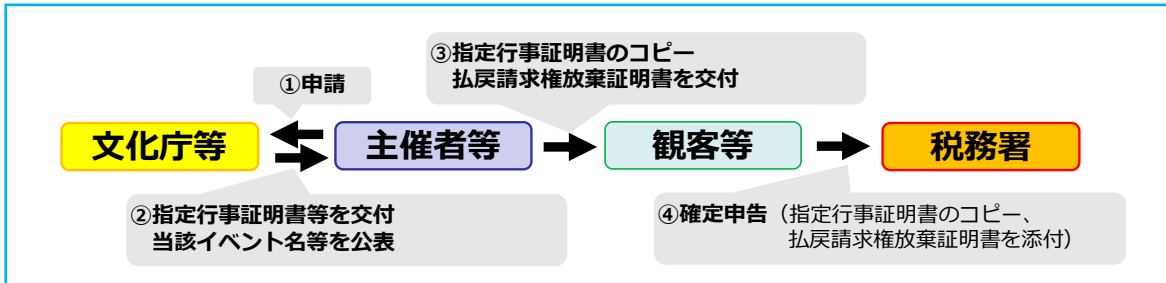 ③指定行事証明書のコピー
払戻請求権放棄証明書を交付
①申請
文化庁等
主催者等
観客等
税務署
②指定行事証明書等を交付
当該イベント名等を公表
④確定申告（指定行事証明書のコピー、
払戻請求権放棄証明書を添付）